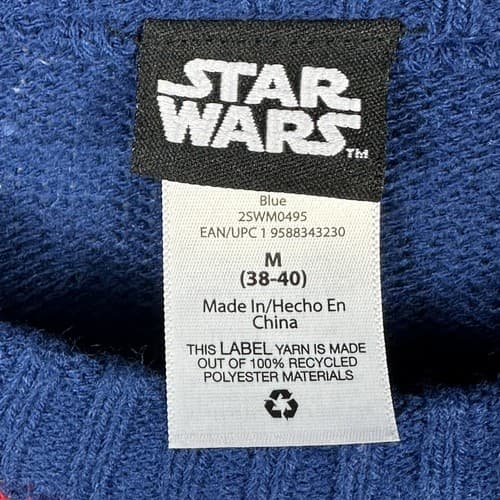 STAR
WARS TM
Blue
2SWM0495
EAN/UPC 1 9588343230
M
(38-40)
Made In/Hecho En
China
THIS LABEL YARN IS MADE
OUT OF 100% RECYCLED
POLYESTER MATERIALS